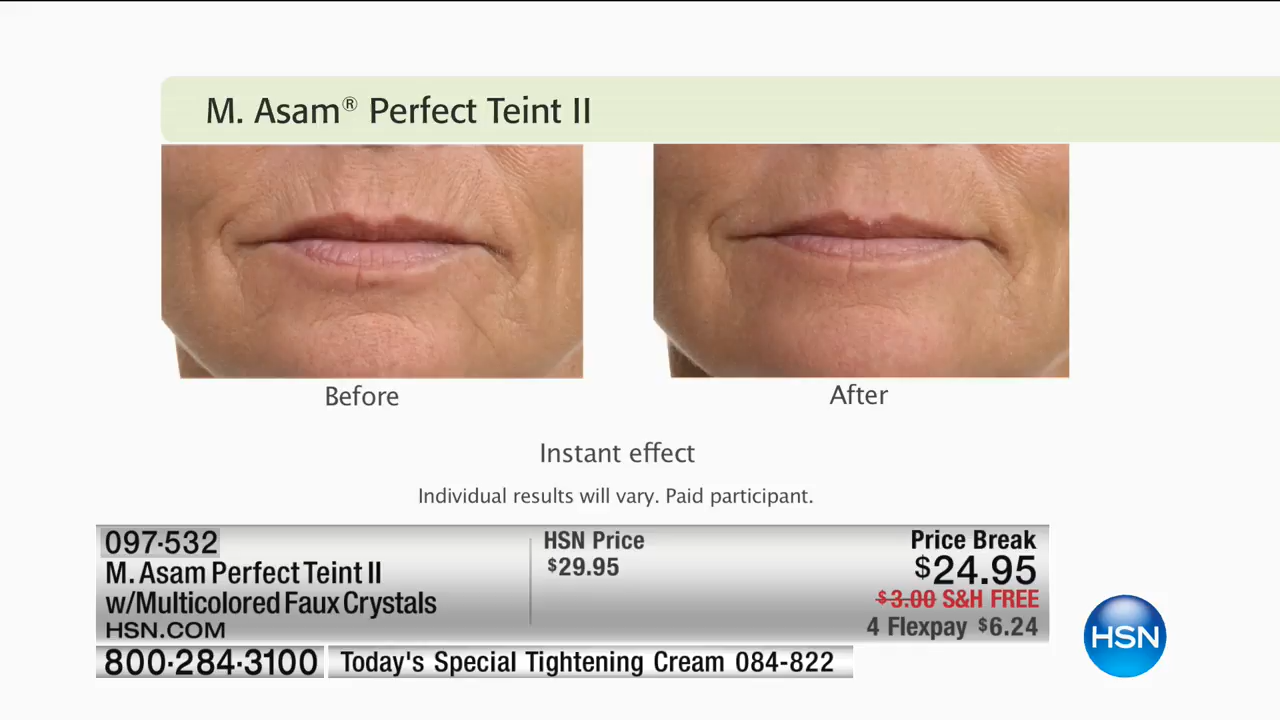 M. Asam® Perfect Teint II
Before
After
Instant effect
Individual results will vary. Paid participant.
097·532
M. Asam Perfect Teint II
w/Multicolored Faux Crystals
HSN.COM
HSN Price
$29.95
Price Break
$24.95
$3.00 S&H FREE
4 Flexpay $6.24
HSN
800·284·3100
Today's Special Tightening Cream 084-822